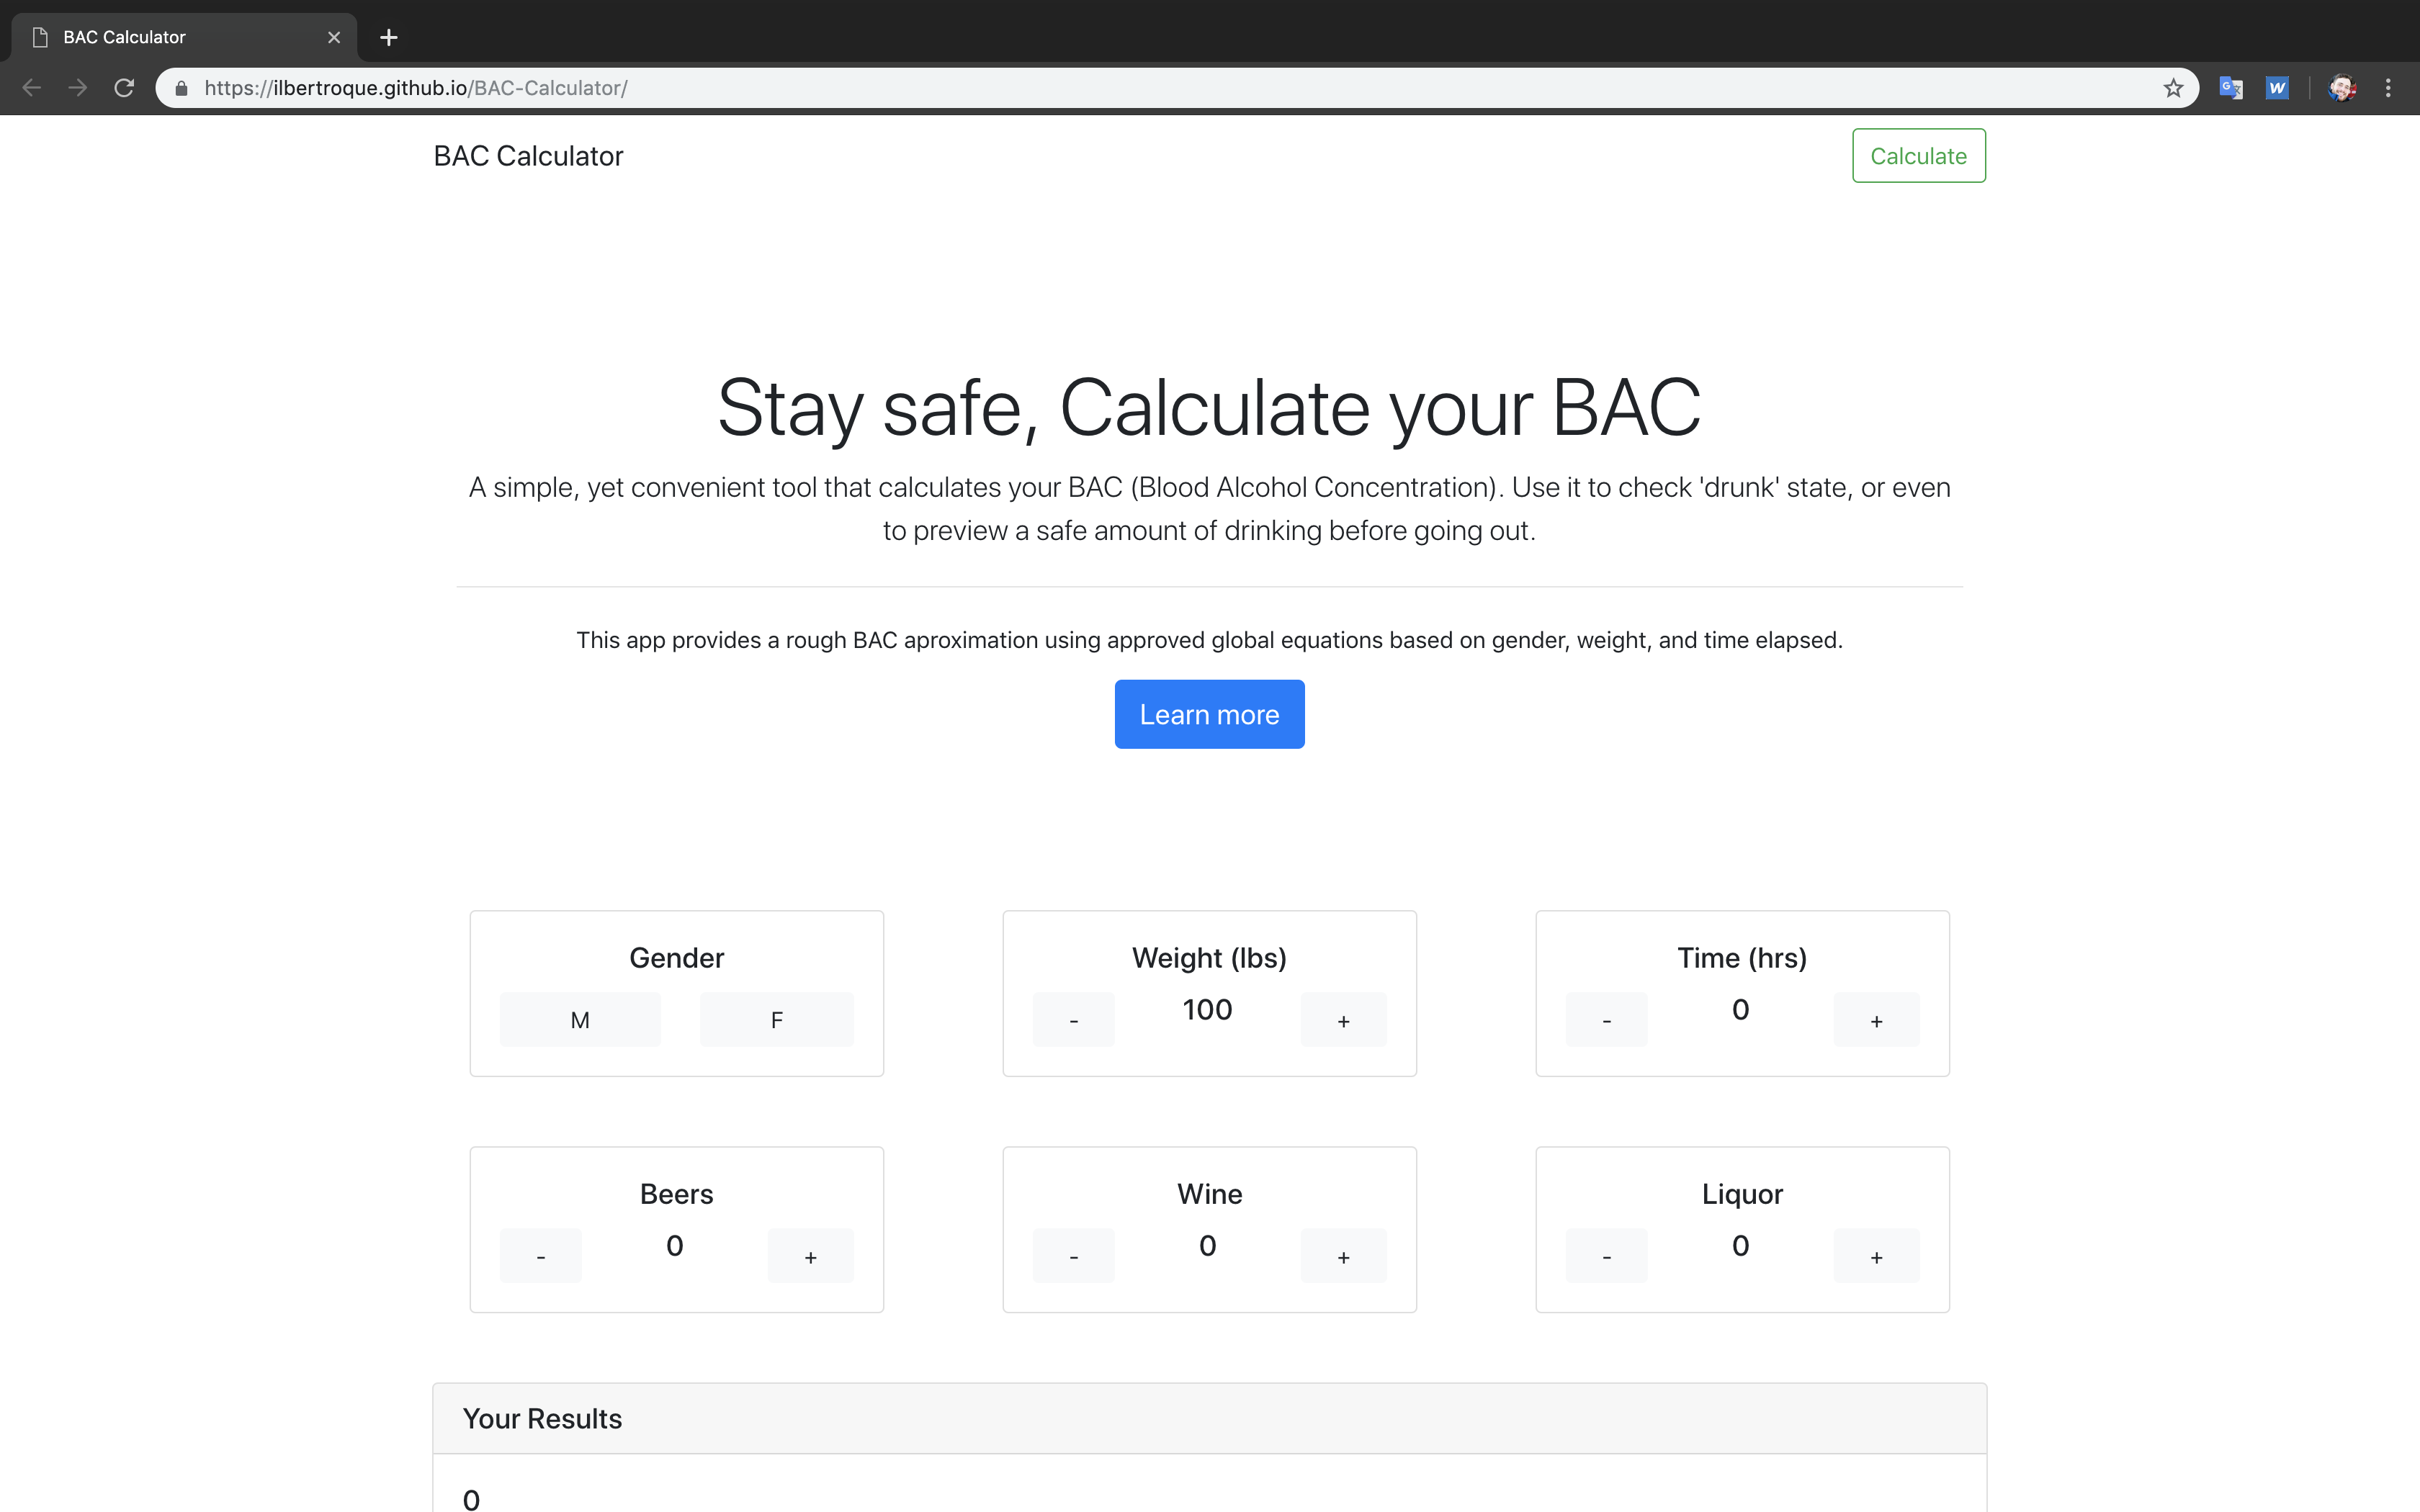 BAC Calculator
https://ilbertroque.github.io/BAC-Calculator/
BAC Calculator
Calculate
Stay safe, Calculate your BAC
A simple, yet convenient tool that calculates your BAC (Blood Alcohol Concentration). Use it to check 'drunk' state, or even
to preview a safe amount of drinking before going out.
This app provides a rough BAC aproximation using approved global equations based on gender, weight, and time elapsed.
Learn more
Gender
M F
Weight (lbs)
- 100 +
Time (hrs)
- 0 +
Beers
- 0 +
Wine
- 0 +
Liquor
- 0 +
Your Results
0